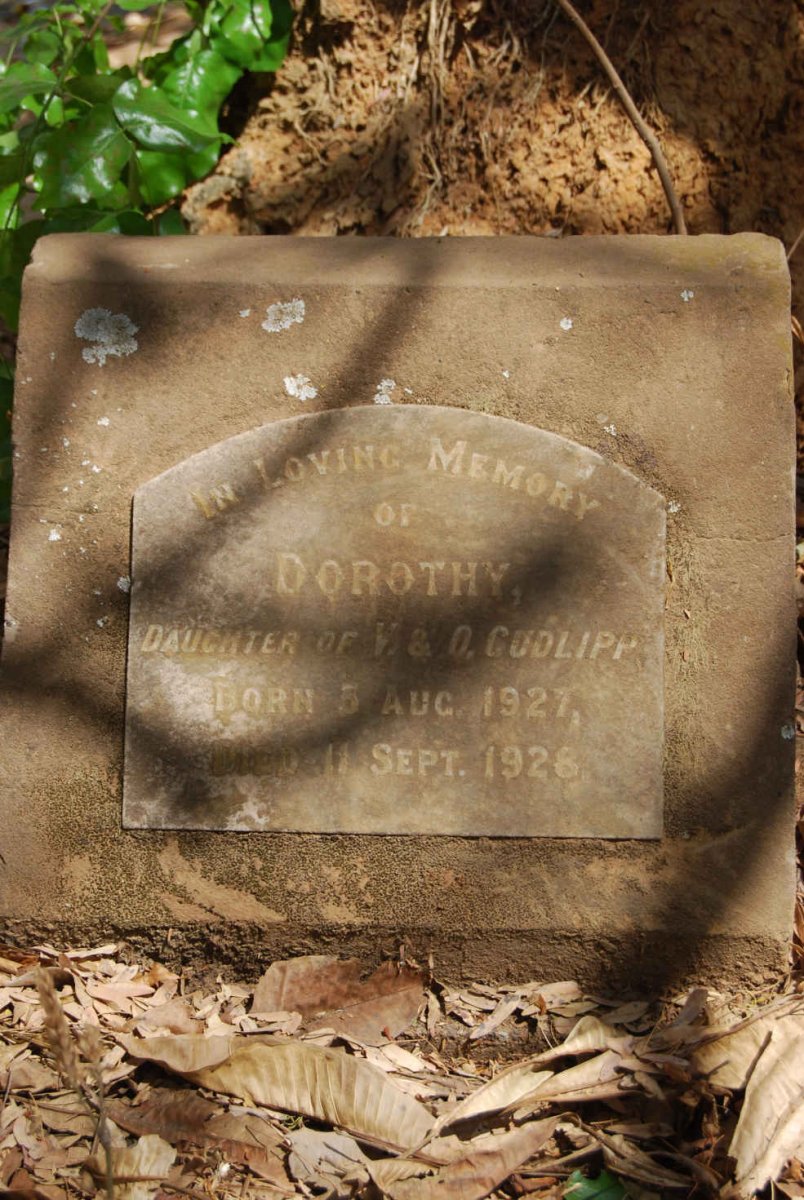 IN LOVING MEMORY
OF
DOROTHY,
DAUGHTER OF V. & O. CUDLIPP.
BORN 3 AUG. 1927,
DIED 11 SEPT. 1928.